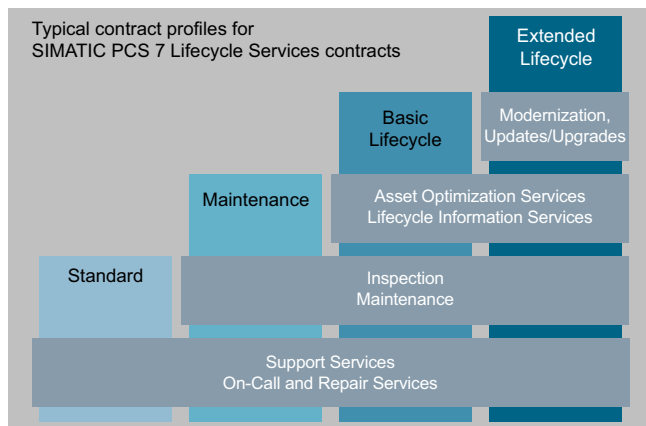 Typical contract profiles for
SIMATIC PCS 7 Lifecycle Services contracts
Extended
Lifecycle
Basic
Lifecycle
Modernization,
Updates/Upgrades
Maintenance
Asset Optimization Services
Lifecycle Information Services
Standard
Inspection
Maintenance
Support Services
On-Call and Repair Services